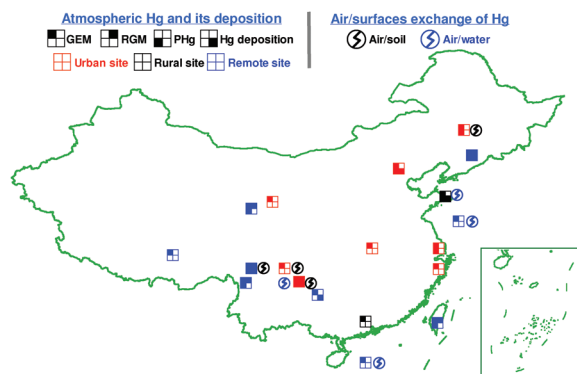 Atmospheric Hg and its deposition
GEM RGM PHg Hg deposition
Urban site Rural site Remote site
Air/surfaces exchange of Hg
Air/soil Air/water